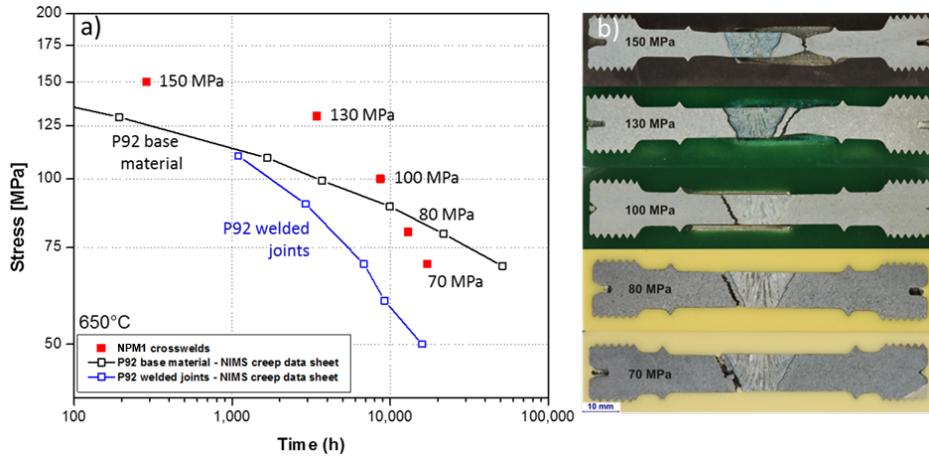 a)
200
175
150
125
100
75
50
Stress [MPa]
150 MPa
130 MPa
P92 base
material
100 MPa
80 MPa
P92 welded
joints
70 MPa
650°C
NPM1 crosswelds
P92 base material - NIMS creep data sheet
P92 welded joints - NIMS creep data sheet
100
1,000
10,000
100,000
Time (h)
b)
150 MPa
130 MPa
100 MPa
80 MPa
70 MPa
10 mm